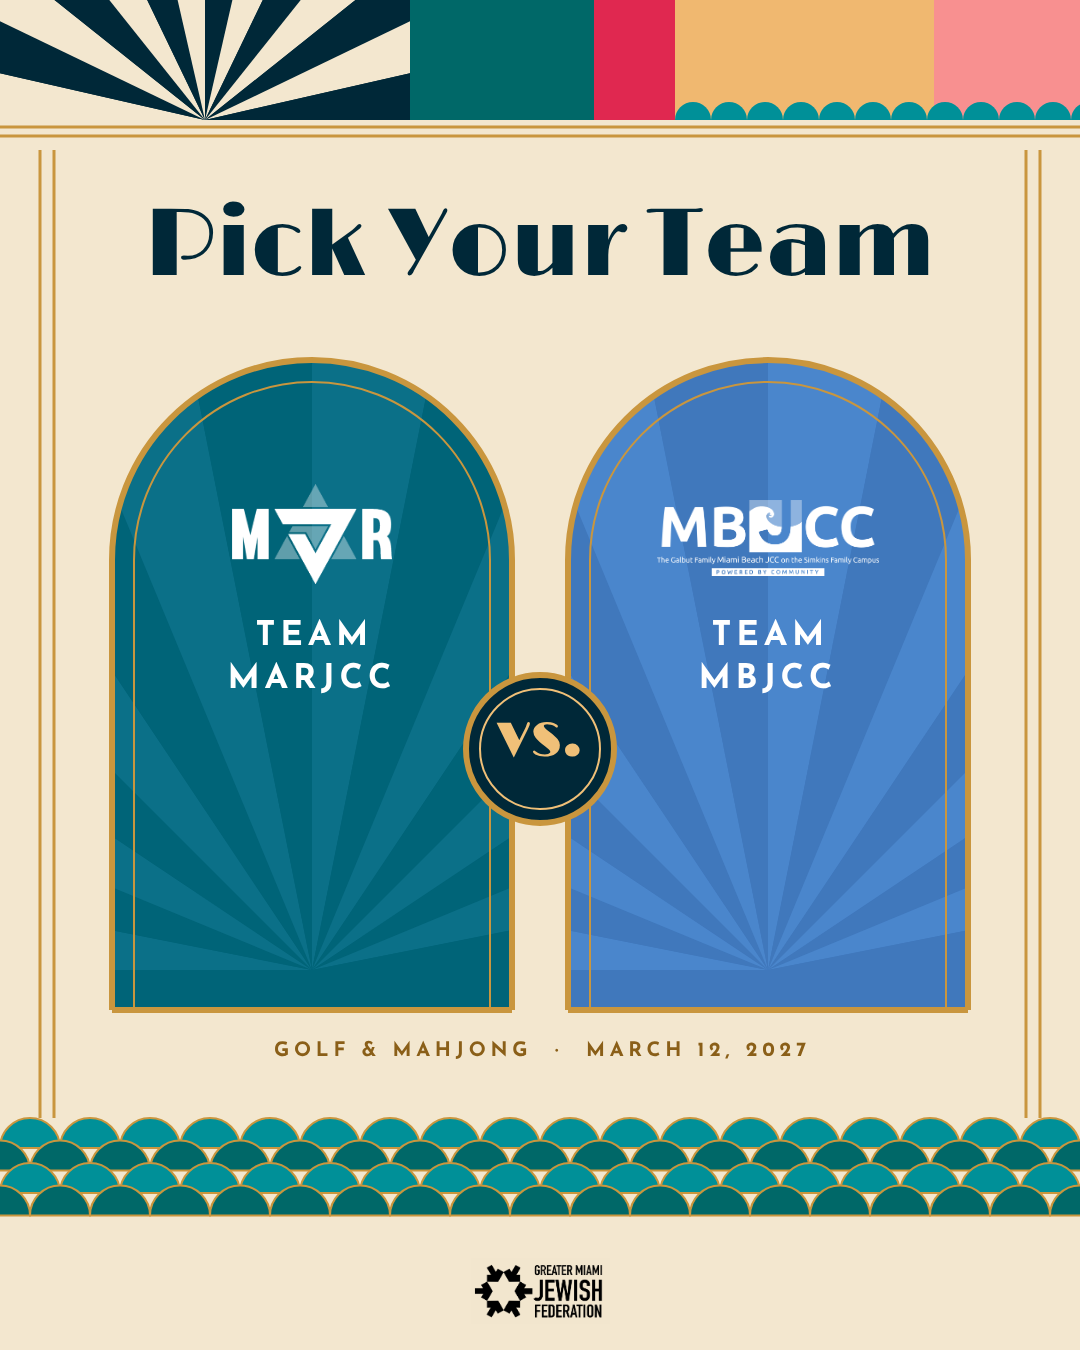 Pick Your Team
MAR
TEAM
MARJCC
vs.
MBJCC
The Galbut Family Miami Beach JCC on the Simkins Family Campus
POWERED BY COMMUNITY
TEAM
MBJCC
GOLF & MAHJONG · MARCH 12, 2027
GREATER MIAMI
JEWISH
FEDERATION